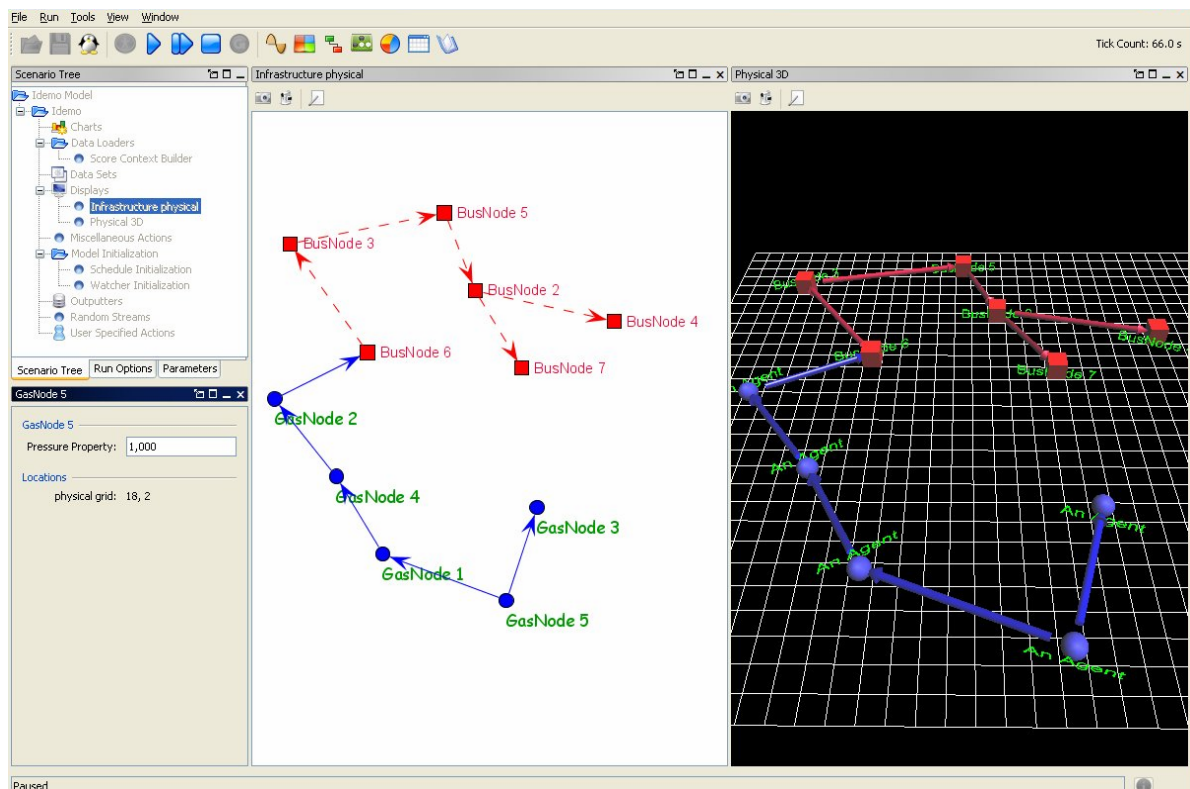 File Run Tools View Window
Tick Count: 66.0 s
Scenario Tree
Idemo Model
Idemo
Charts
Data Loaders
Score Context Builder
Data Sets
Displays
Infrastructure physical
Physical 3D
Miscellaneous Actions
Model Initialization
Schedule Initialization
Watcher Initialization
Outputters
Random Streams
User Specified Actions
Scenario Tree Run Options Parameters
GasNode 5
GasNode 5
Pressure Property: 1,000
Locations
physical grid: 18, 2
Infrastructure physical
BusNode 5
BusNode 3
BusNode 2
BusNode 4
BusNode 6
BusNode 7
GasNode 2
GasNode 4
GasNode 3
GasNode 1
GasNode 5
Physical 3D
BusNode
Agent
An Agent
An Agent
An Agent
An Agent
Paused